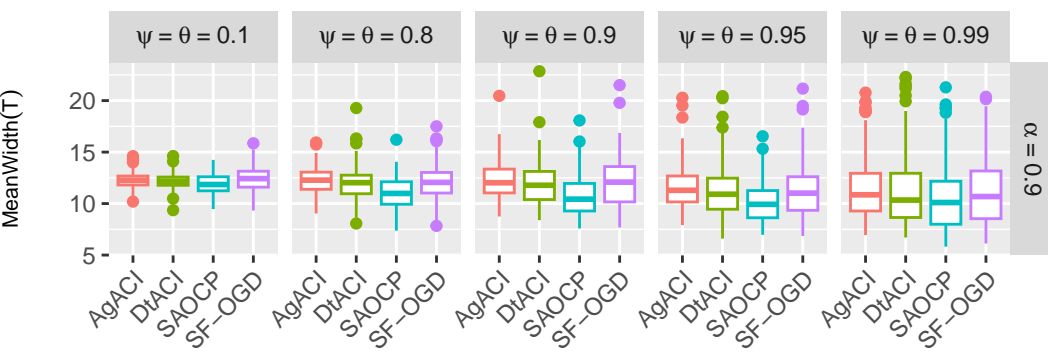 ψ = θ = 0.1 ψ = θ = 0.8 ψ = θ = 0.9 ψ = θ = 0.95 ψ = θ = 0.99
MeanWidth(T)
20
15
10
5
α = 0.9
AgACI DtACI SAOCP SF−OGD AgACI DtACI SAOCP SF−OGD AgACI DtACI SAOCP SF−OGD AgACI DtACI SAOCP SF−OGD AgACI DtACI SAOCP SF−OGD